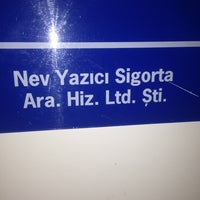 Nev Yazıcı Sigorta
Ara. Hiz. Ltd. Şti.